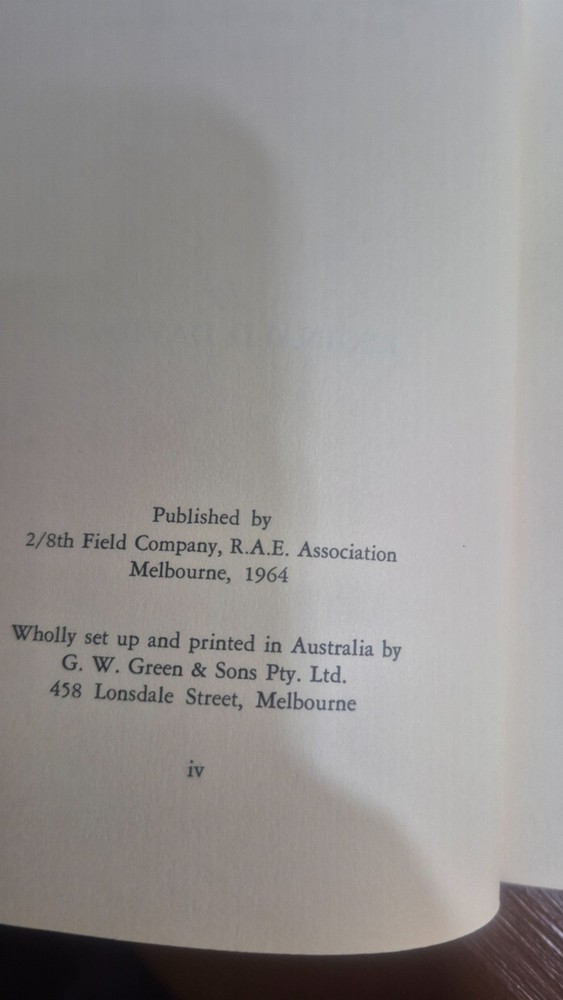 Published by
2/8th Field Company, R.A.E. Association
Melbourne, 1964
Wholly set up and printed in Australia by
G. W. Green & Sons Pty. Ltd.
458 Lonsdale Street, Melbourne
iv